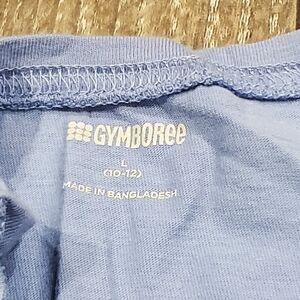 GYMBOREE
L
(10-12)
MADE IN BANGLADESH